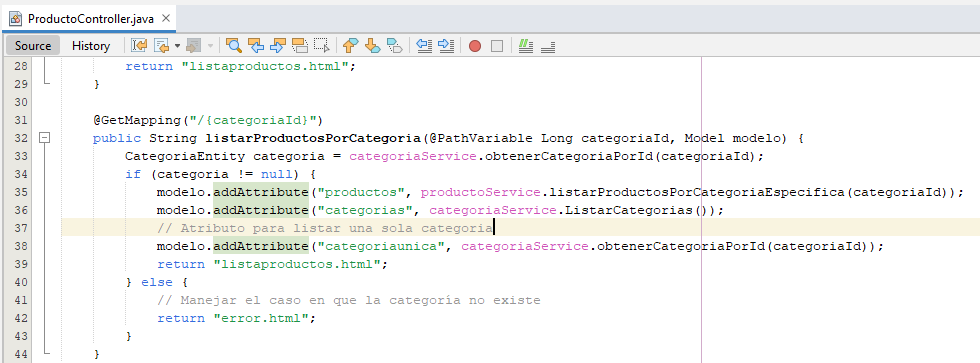 ProductoController.java
Source History
28 return "listaproductos.html";
29 }
30
31 @GetMapping("/{categoriaId}")
32 public String listarProductosPorCategoria(@PathVariable Long categoriaId, Model modelo) {
33 CategoriaEntity categoria = categoriaService.obtenerCategoriaPorId(categoriaId);
34 if (categoria != null) {
35 modelo.addAttribute("productos", productoService.listarProductosPorCategoriaEspecifica(categoriaId));
36 modelo.addAttribute("categorias", categoriaService.ListarCategorias());
37 // Atributo para listar una sola categoria
38 modelo.addAttribute("categoriaunica", categoriaService.obtenerCategoriaPorId(categoriaId));
39 return "listaproductos.html";
40 } else {
41 // Manejar el caso en que la categoría no existe
42 return "error.html";
43 }
44 }